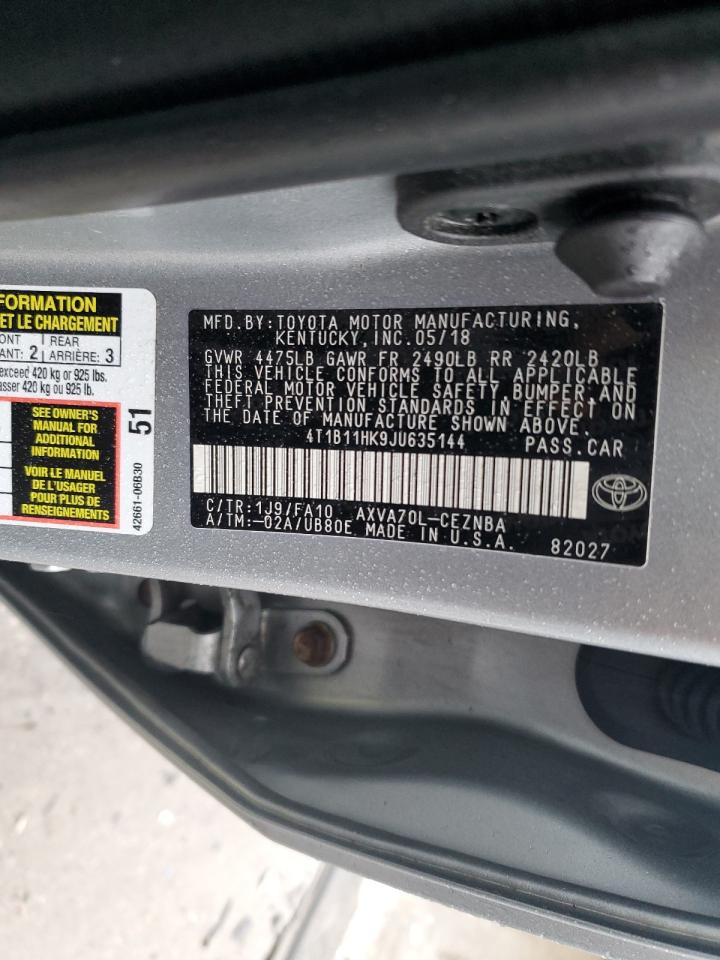 FORMATION
ET LE CHARGEMENT
REAR
ANT: 2 ARRIÈRE: 3
exceed 420 kg or 925 lbs.
asser 420 kg ou 925 lb.
SEE OWNER'S
MANUAL FOR
ADDITIONAL
INFORMATION
VOIR LE MANUEL
DE L'USAGER
POUR PLUS DE
RENSEIGNEMENTS
51
42661-06B30
MFD.BY:TOYOTA MOTOR MANUFACTURING,
KENTUCKY,INC.05/18
GVWR 4475LB GAWR FR 2490LB RR 2420LB
THIS VEHICLE CONFORMS TO ALL APPLICABLE
FEDERAL MOTOR VEHICLE SAFETY,BUMPER,AND
THEFT PREVENTION STANDARDS IN EFFECT ON
THE DATE OF MANUFACTURE SHOWN ABOVE.
4T1B11HK9JU635144 PASS.CAR
C/TR:1J9/FA10 AXVA70L-CEZNBA
A/TM:-02A/UB80E MADE IN U.S.A. 82027